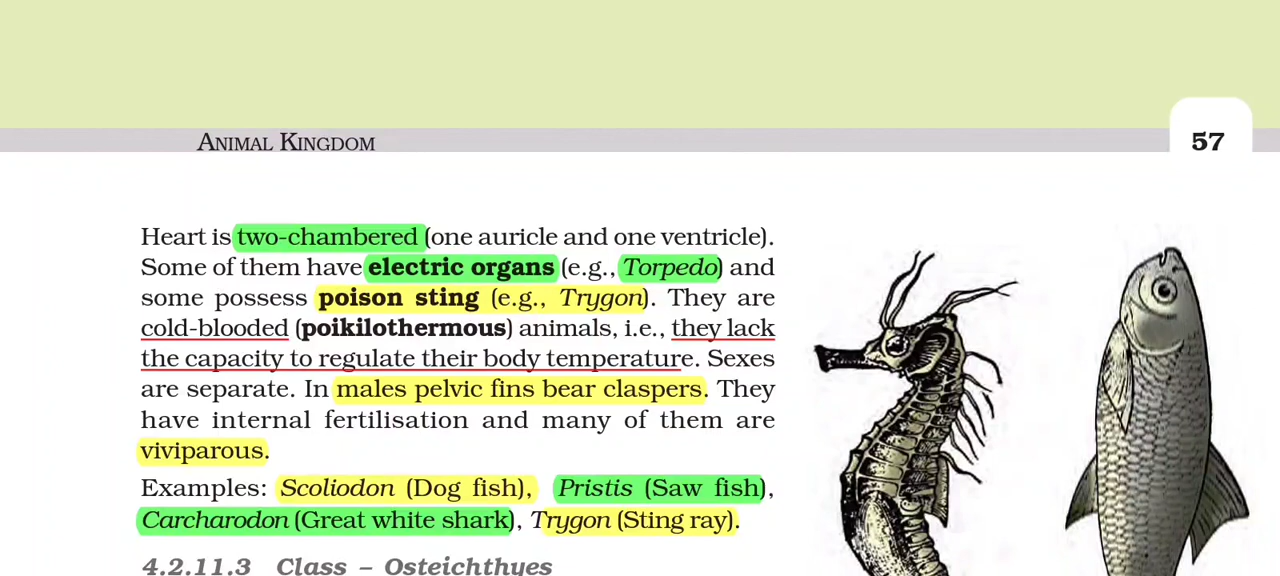 ANIMAL KINGDOM
57
Heart is two-chambered (one auricle and one ventricle).
Some of them have electric organs (e.g., Torpedo) and
some possess poison sting (e.g., Trygon). They are
cold-blooded (poikilothermous) animals, i.e., they lack
the capacity to regulate their body temperature. Sexes
are separate. In males pelvic fins bear claspers. They
have internal fertilisation and many of them are
viviparous.
Examples: Scoliodon (Dog fish), Pristis (Saw fish),
Carcharodon (Great white shark), Trygon (Sting ray).
4.2.11.3 Class – Osteichthyes